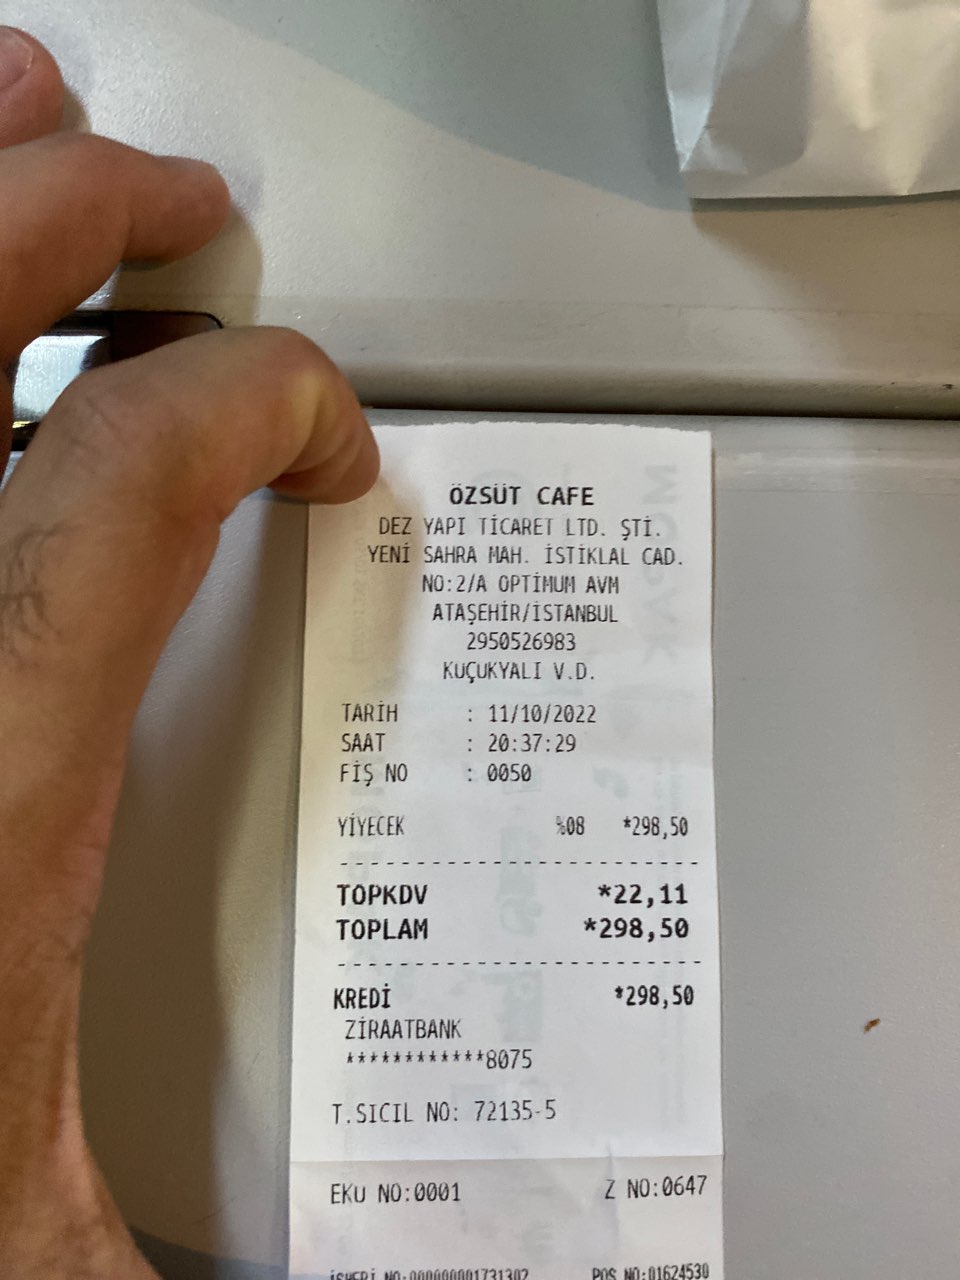 ÖZSÜT CAFE
DEZ YAPI TİCARET LTD. ŞTİ.
YENİ SAHRA MAH. İSTİKLAL CAD.
NO:2/A OPTİMUM AVM
ATAŞEHİR/İSTANBUL
2950526983
KUÇUKYALI V.D.
TARİH : 11/10/2022
SAAT : 20:37:29
FİŞ NO : 0050
YİYECEK %08 *298,50
TOPKDV *22,11
TOPLAM *298,50
KREDİ *298,50
ZİRAATBANK
************8075
T.SICIL NO: 72135-5
EKU NO:0001 Z NO:0647
İŞYERİ NO:000000001731302 POS NO:01624530